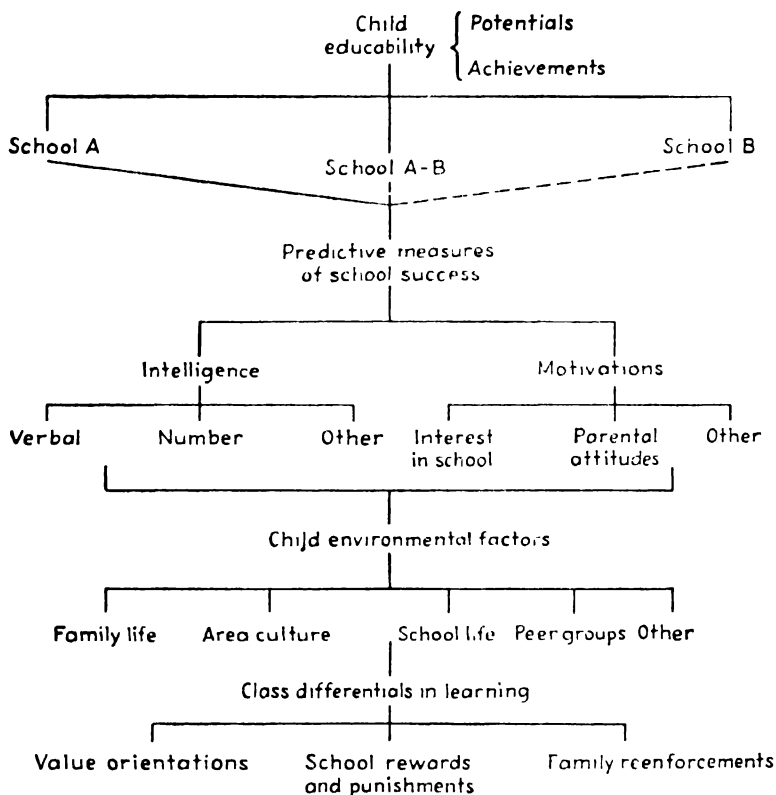 Child
educability
Potentials
Achievements
School A
School A-B
School B
Predictive measures
of school success
Intelligence
Motivations
Verbal
Number
Other
Interest
in school
Parental
attitudes
Other
Child environmental factors
Family life
Area culture
School life
Peer groups
Other
Class differentials in learning
Value orientations
School rewards
and punishments
Family reenforcements